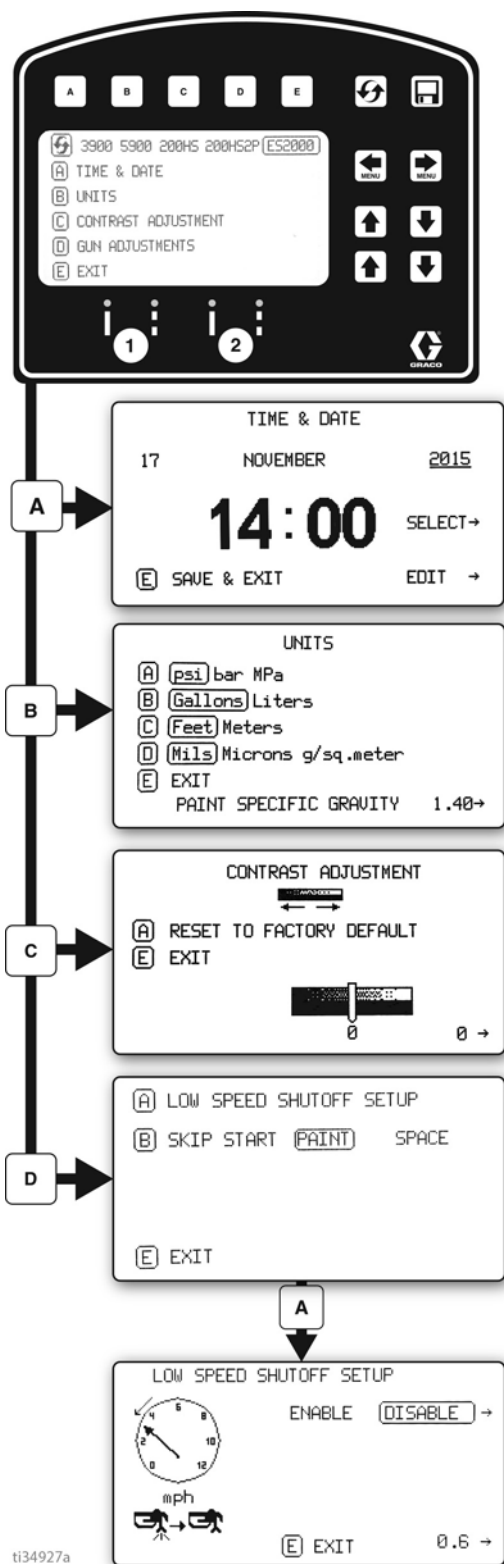 A B C D E
3900 5900 200HS 200HS2P ES2000
A TIME & DATE
B UNITS
C CONTRAST ADJUSTMENT
D GUN ADJUSTMENTS
E EXIT
MENU MENU
1 2
GRACO
A
TIME & DATE
17 NOVEMBER 2015
14:00
SELECT→
E SAVE & EXIT EDIT →
B
UNITS
A psi bar MPa
B Gallons Liters
C Feet Meters
D Mils Microns g/sq.meter
E EXIT
PAINT SPECIFIC GRAVITY 1.40→
C
CONTRAST ADJUSTMENT
A RESET TO FACTORY DEFAULT
E EXIT
0 0 →
D
A LOW SPEED SHUTOFF SETUP
B SKIP START PAINT SPACE
E EXIT
A
LOW SPEED SHUTOFF SETUP
ENABLE DISABLE →
0 2 4 6 8 10 12
mph
E EXIT 0.6 →
ti34927a